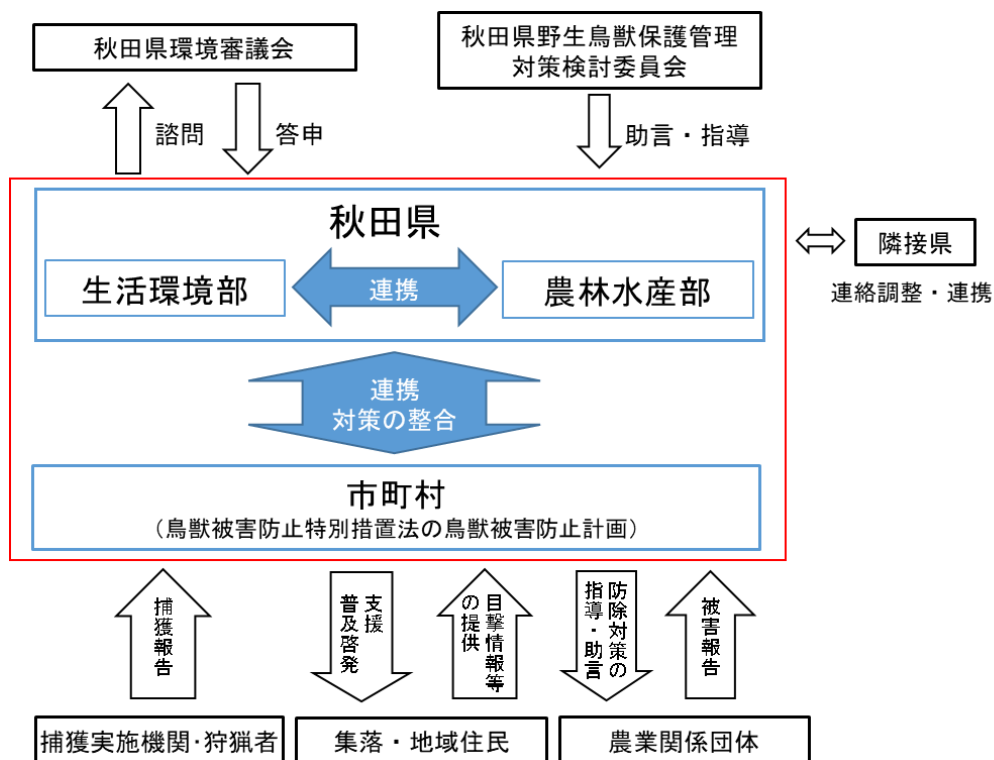 秋田県環境審議会
秋田県野生鳥獣保護管理
対策検討委員会
諮問
答申
助言・指導
秋田県
生活環境部
連携
農林水産部
隣接県
連絡調整・連携
連携
対策の整合
市町村
（鳥獣被害防止特別措置法の鳥獣被害防止計画）
捕獲報告
支援
普及啓発
目撃情報等
の提供
防除対策の
指導・助言
被害報告
捕獲実施機関･狩猟者
集落・地域住民
農業関係団体